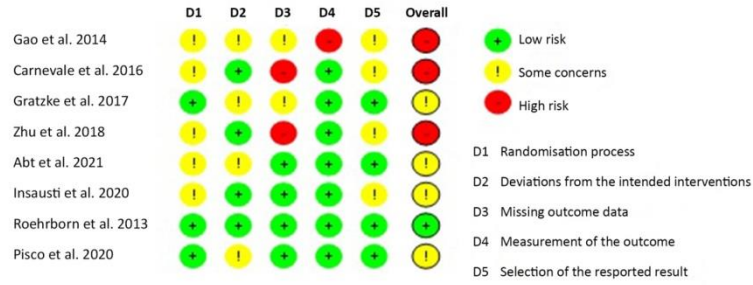 D1 D2 D3 D4 D5 Overall
Gao et al. 2014 ! ! ! - ! -
Carnevale et al. 2016 ! + - + ! -
Gratzke et al. 2017 + ! ! + + !
Zhu et al. 2018 ! + - + ! -
Abt et al. 2021 ! ! + + + !
Insausti et al. 2020 ! + + + ! !
Roehrborn et al. 2013 + + + + + +
Pisco et al. 2020 + ! + + + !
+ Low risk
! Some concerns
- High risk
D1 Randomisation process
D2 Deviations from the intended interventions
D3 Missing outcome data
D4 Measurement of the outcome
D5 Selection of the resported result